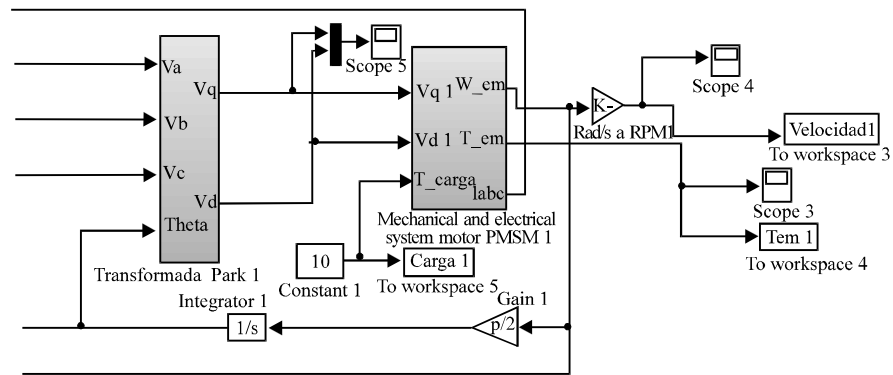 Va
Vb
Vc
Theta
Vq
Vd
Transformada Park 1
Scope 5
Vq 1
Vd 1
T_carga
W_em
T_em
Iabc
Mechanical and electrical
system motor PMSM 1
K-
Rad/s a RPM1
Scope 4
Velocidad1
To workspace 3
Scope 3
Tem 1
To workspace 4
10
Constant 1
Carga 1
To workspace 5
Integrator 1
1/s
Gain 1
p/2